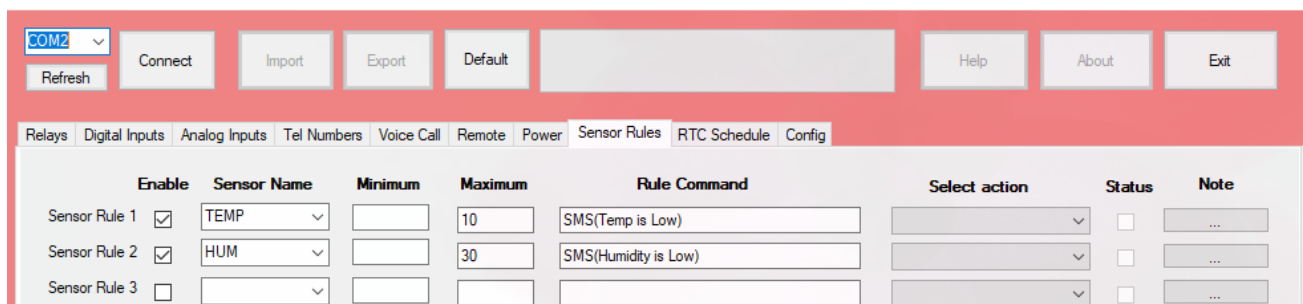 COM2
Refresh
Connect
Import
Export
Default
Help
About
Exit
Relays Digital Inputs Analog Inputs Tel Numbers Voice Call Remote Power Sensor Rules RTC Schedule Config
Enable Sensor Name Minimum Maximum Rule Command Select action Status Note
Sensor Rule 1 TEMP 10 SMS(Temp is Low) ...
Sensor Rule 2 HUM 30 SMS(Humidity is Low) ...
Sensor Rule 3 ...